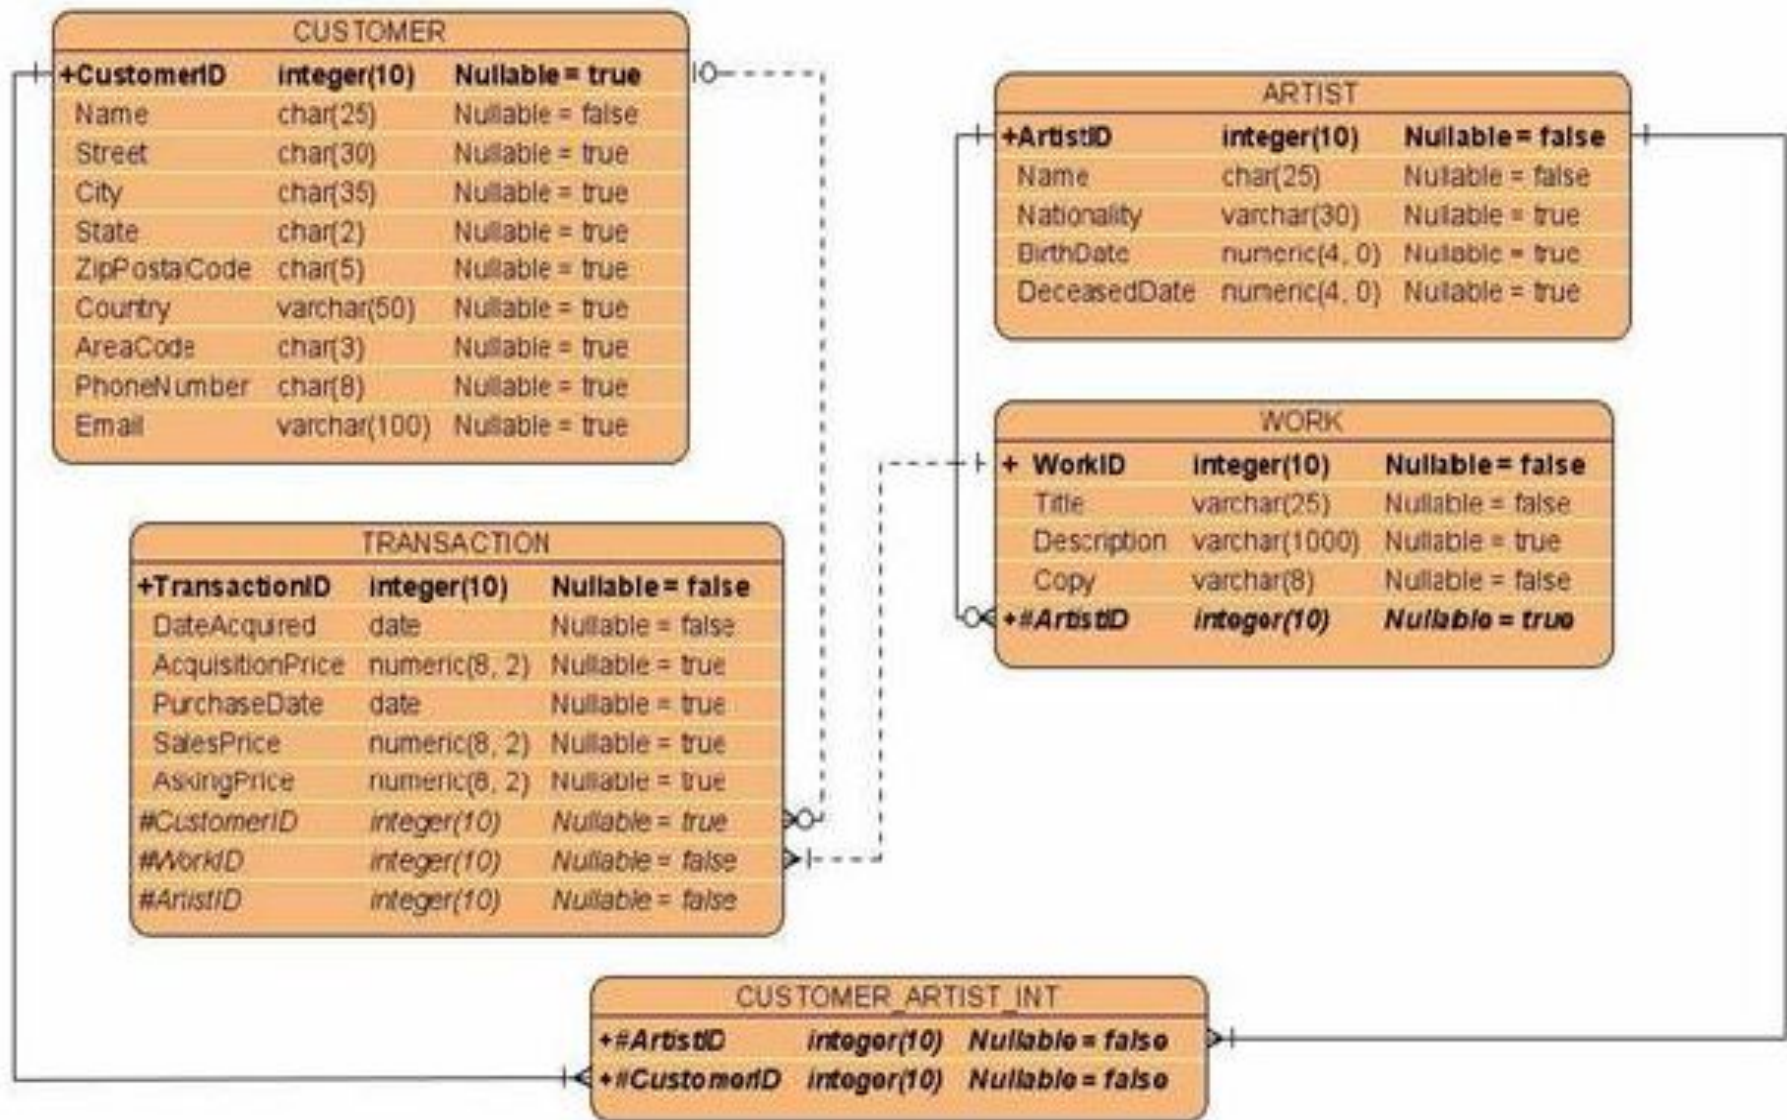 CUSTOMER
+CustomerID integer(10) Nullable = true
Name char(25) Nullable = false
Street char(30) Nullable = true
City char(35) Nullable = true
State char(2) Nullable = true
ZipPostalCode char(5) Nullable = true
Country varchar(50) Nullable = true
AreaCode char(3) Nullable = true
PhoneNumber char(8) Nullable = true
Email varchar(100) Nullable = true
ARTIST
+ArtistID integer(10) Nullable = false
Name char(25) Nullable = false
Nationality varchar(30) Nullable = true
BirthDate numeric(4, 0) Nullable = true
DeceasedDate numeric(4, 0) Nullable = true
WORK
+ WorkID integer(10) Nullable = false
Title varchar(25) Nullable = false
Description varchar(1000) Nullable = true
Copy varchar(8) Nullable = false
+#ArtistID integer(10) Nullable = true
TRANSACTION
+TransactionID integer(10) Nullable = false
DateAcquired date Nullable = false
AcquisitionPrice numeric(8, 2) Nullable = true
PurchaseDate date Nullable = true
SalesPrice numeric(8, 2) Nullable = true
AskingPrice numeric(8, 2) Nullable = true
#CustomerID integer(10) Nullable = true
#WorkID integer(10) Nullable = false
#ArtistID integer(10) Nullable = false
CUSTOMER_ARTIST_INT
+#ArtistID integer(10) Nullable = false
+#CustomerID integer(10) Nullable = false